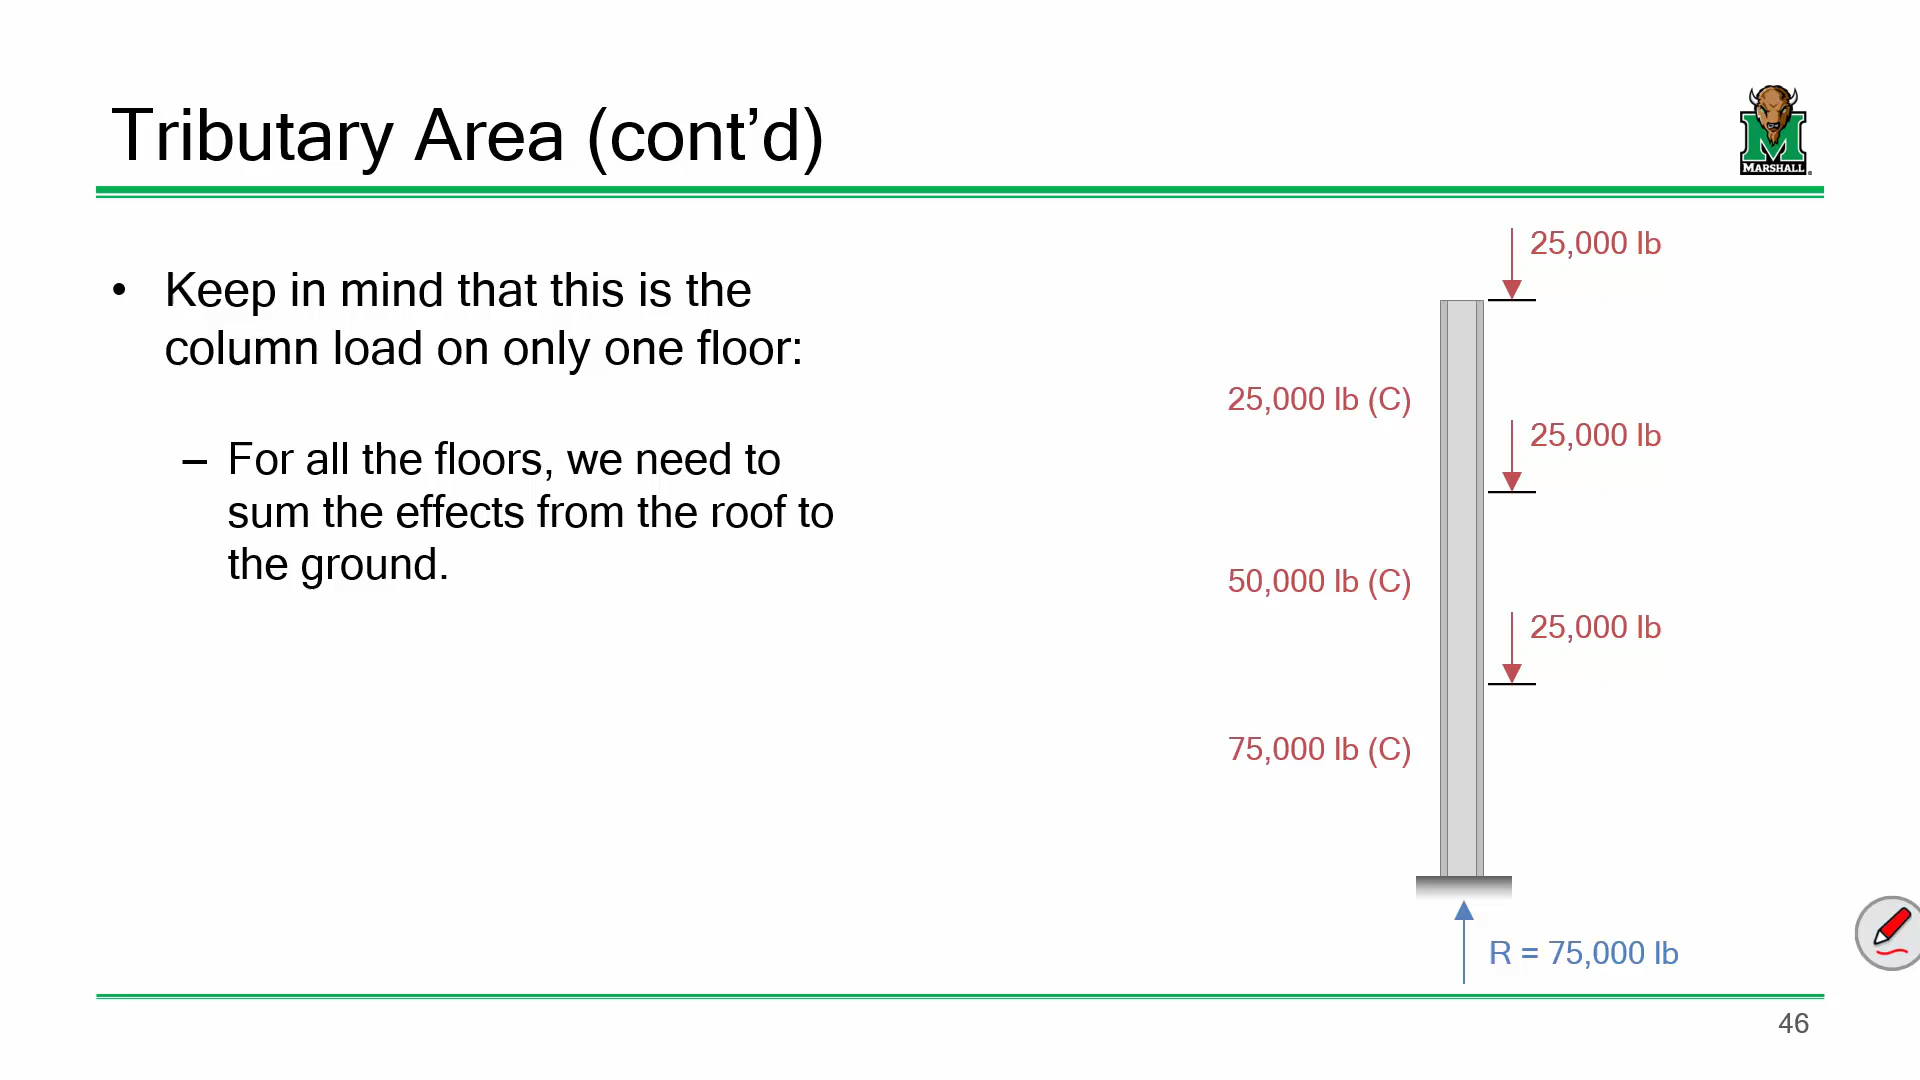 Tributary Area (cont’d)
MARSHALL
• Keep in mind that this is the
column load on only one floor:
– For all the floors, we need to
sum the effects from the roof to
the ground.
25,000 lb
25,000 lb (C)
25,000 lb
50,000 lb (C)
25,000 lb
75,000 lb (C)
R = 75,000 lb
46